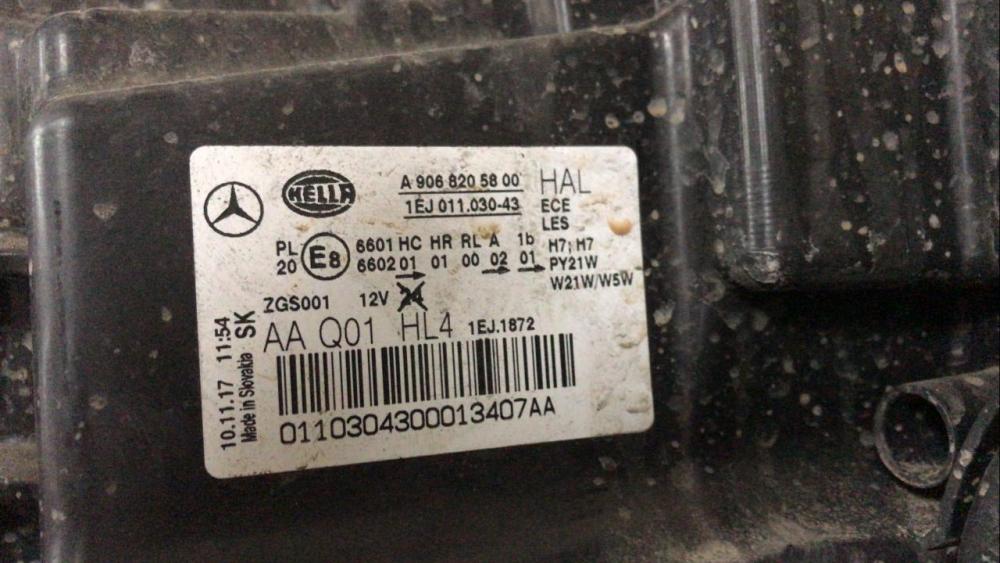 HELLA
A 906 820 58 00 HAL
1EJ 011.030-43 ECE
LES
PL E8 6601 HC HR RL A 1b H7; H7
20 6602 01 01 00 02 01 PY21W
W21W/W5W
ZGS001 12V 24
AA Q01 HL4 1EJ.1872
0110304300013407AA
10.11.17 11:54
Made in Slovakia SK